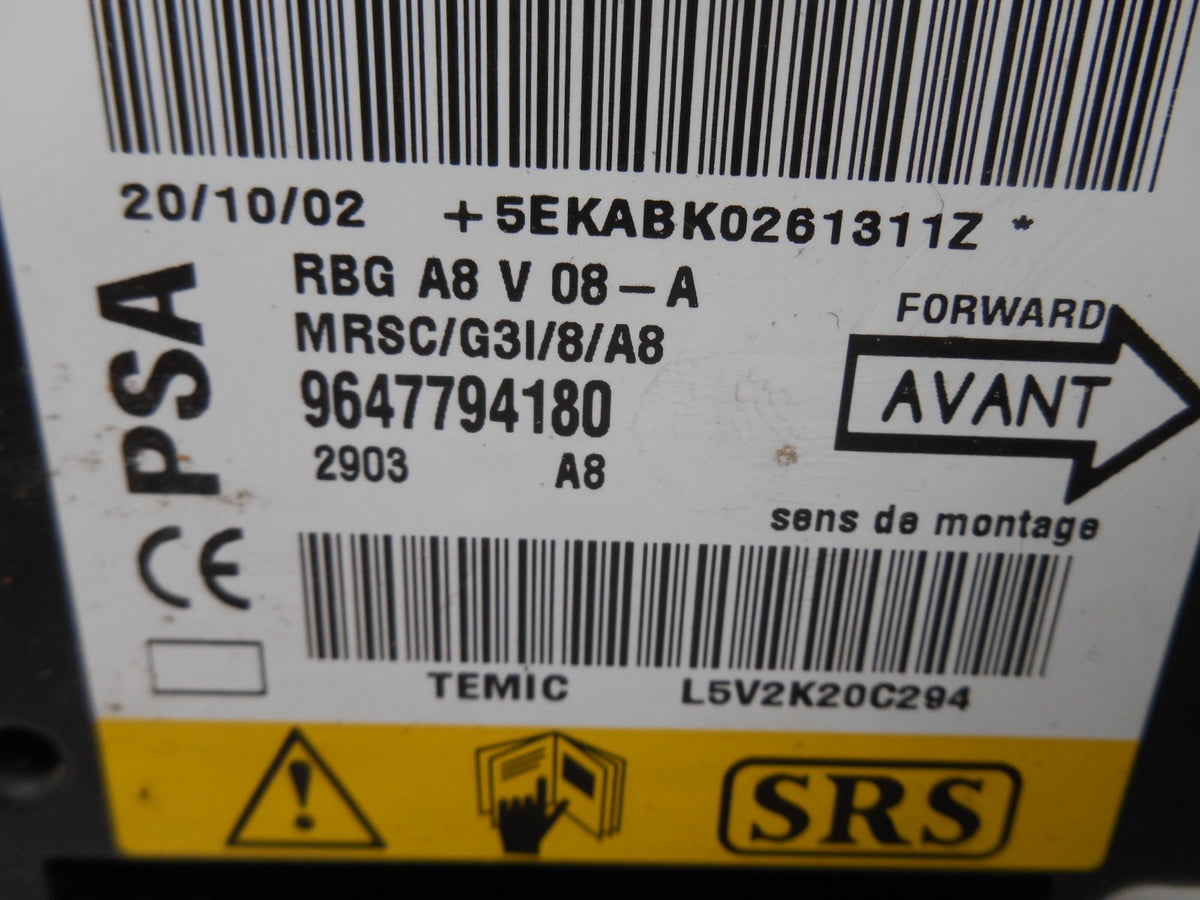 20/10/02 +5EKABK0261311Z *
RBG A8 V 08-A
MRSC/G3I/8/A8
9647794180
2903 A8
PSA
CE
FORWARD
AVANT
sens de montage
TEMIC L5V2K20C294
SRS